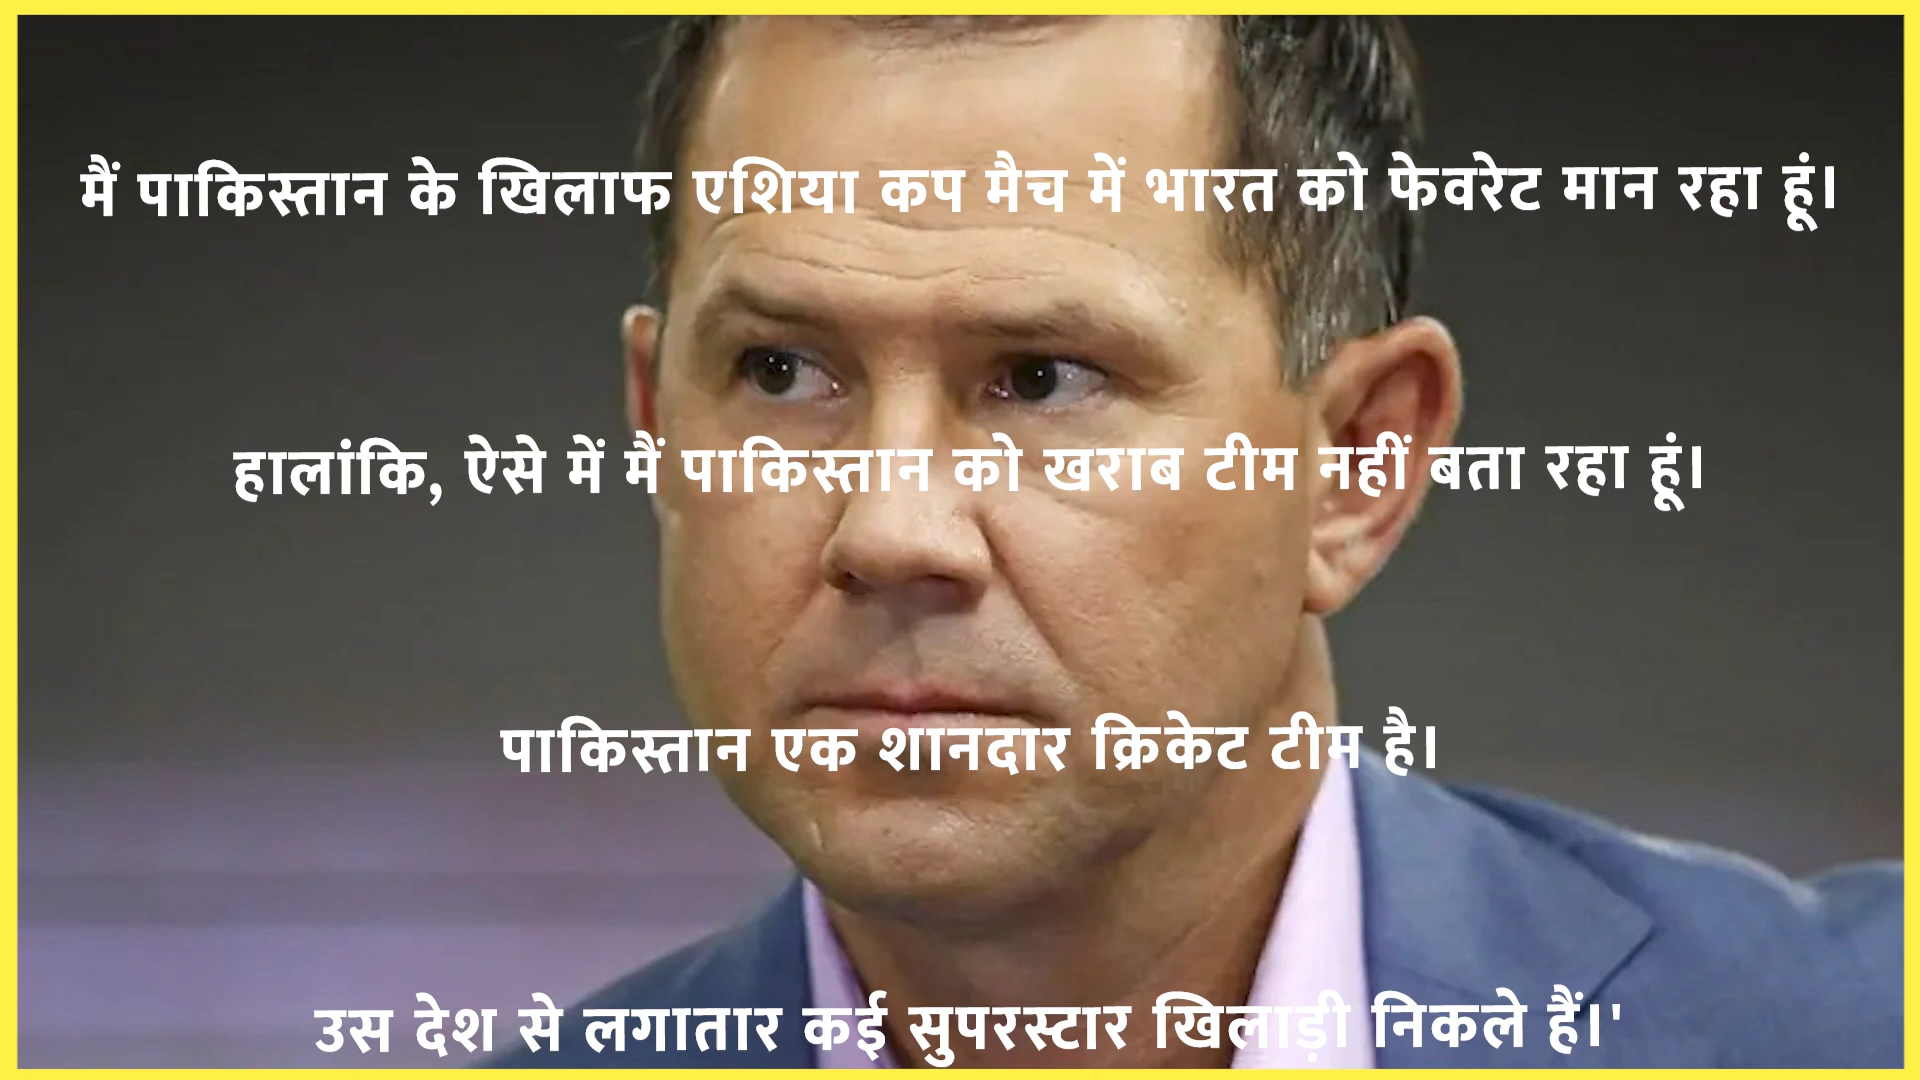 मैं पाकिस्तान के खिलाफ एशिया कप मैच में भारत को फेवरेट मान रहा हूं।
हालांकि, ऐसे में मैं पाकिस्तान को खराब टीम नहीं बता रहा हूं।
पाकिस्तान एक शानदार क्रिकेट टीम है।
उस देश से लगातार कई सुपरस्टार खिलाड़ी निकले हैं।'